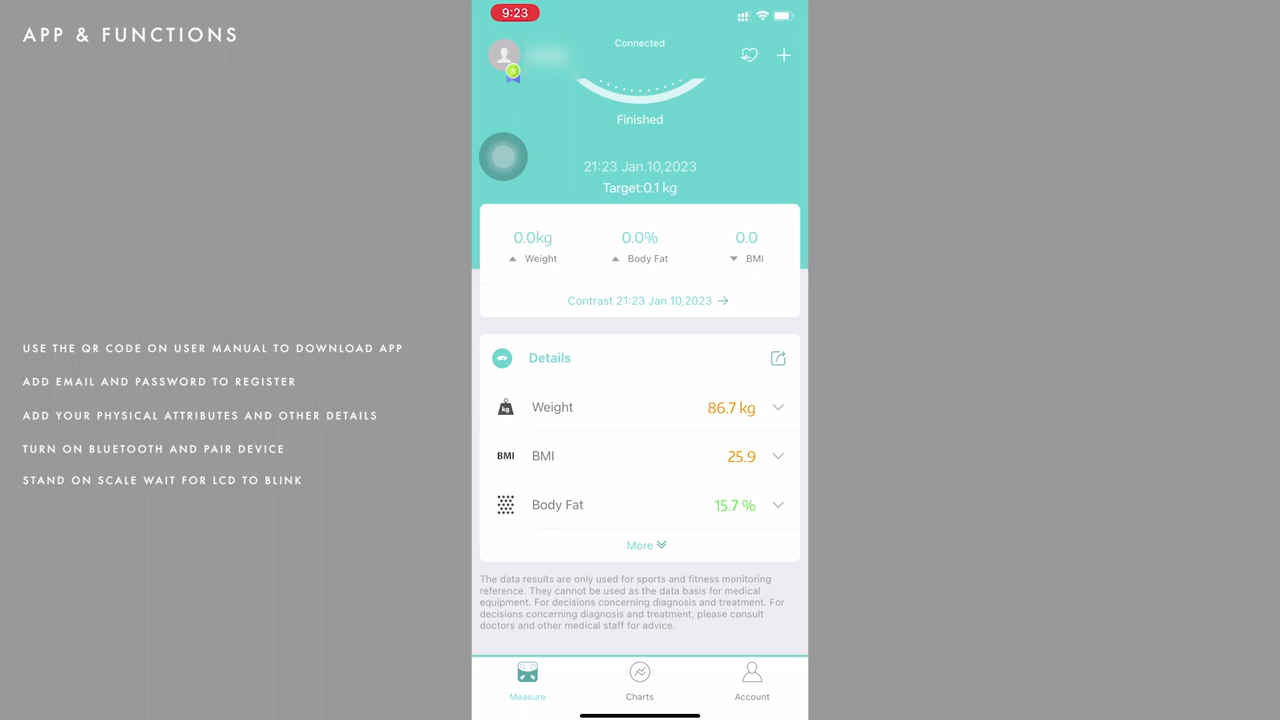 APP & FUNCTIONS
USE THE QR CODE ON USER MANUAL TO DOWNLOAD APP
ADD EMAIL AND PASSWORD TO REGISTER
ADD YOUR PHYSICAL ATTRIBUTES AND OTHER DETAILS
TURN ON BLUETOOTH AND PAIR DEVICE
STAND ON SCALE WAIT FOR LCD TO BLINK
9:23
Connected
Finished
21:23 Jan.10,2023
Target:0.1 kg
0.0kg 0.0% 0.0
Weight Body Fat BMI
Contrast 21:23 Jan.10,2023
Details
kg Weight 86.7 kg
BMI BMI 25.9
Body Fat 15.7 %
More
The data results are only used for sports and fitness monitoring
reference. They cannot be used as the data basis for medical
equipment. For decisions concerning diagnosis and treatment. For
decisions concerning diagnosis and treatment, please consult
doctors and other medical staff for advice.
Measure Charts Account